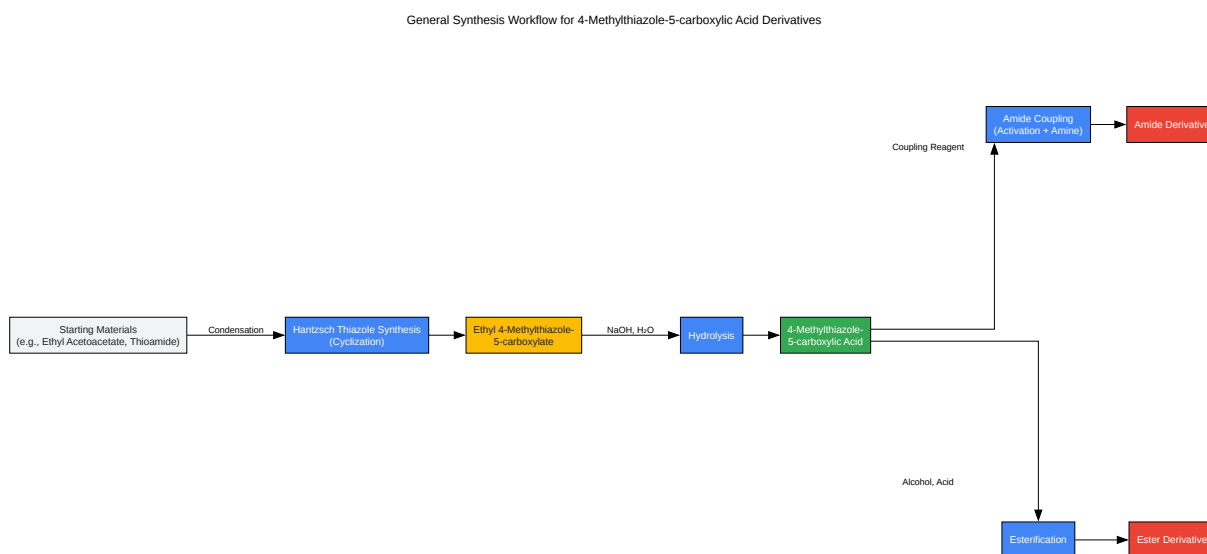 General Synthesis Workflow for 4-Methylthiazole-5-carboxylic Acid Derivatives
Amide Coupling
(Activation + Amine)
Amide Derivative
Coupling Reagent
Starting Materials
(e.g., Ethyl Acetoacetate, Thioamide)
Condensation
Hantzsch Thiazole Synthesis
(Cyclization)
Ethyl 4-Methylthiazole-
5-carboxylate
NaOH, H₂O
Hydrolysis
4-Methylthiazole-
5-carboxylic Acid
Alcohol, Acid
Esterification
Ester Derivative